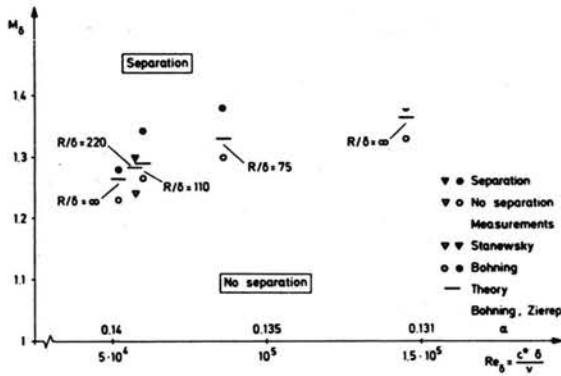 M_δ
Separation
1.4
R/δ=220
1.3
R/δ=∞
R/δ=110
R/δ=75
R/δ=∞
1.2
Separation
No separation
Measurements
Stanewsky
Bohning
Theory
Bohning, Zierep
1.1
No separation
0.14
0.135
0.131
α
1
5·10⁴
10⁵
1.5·10⁵
Re_δ = c* δ / ν